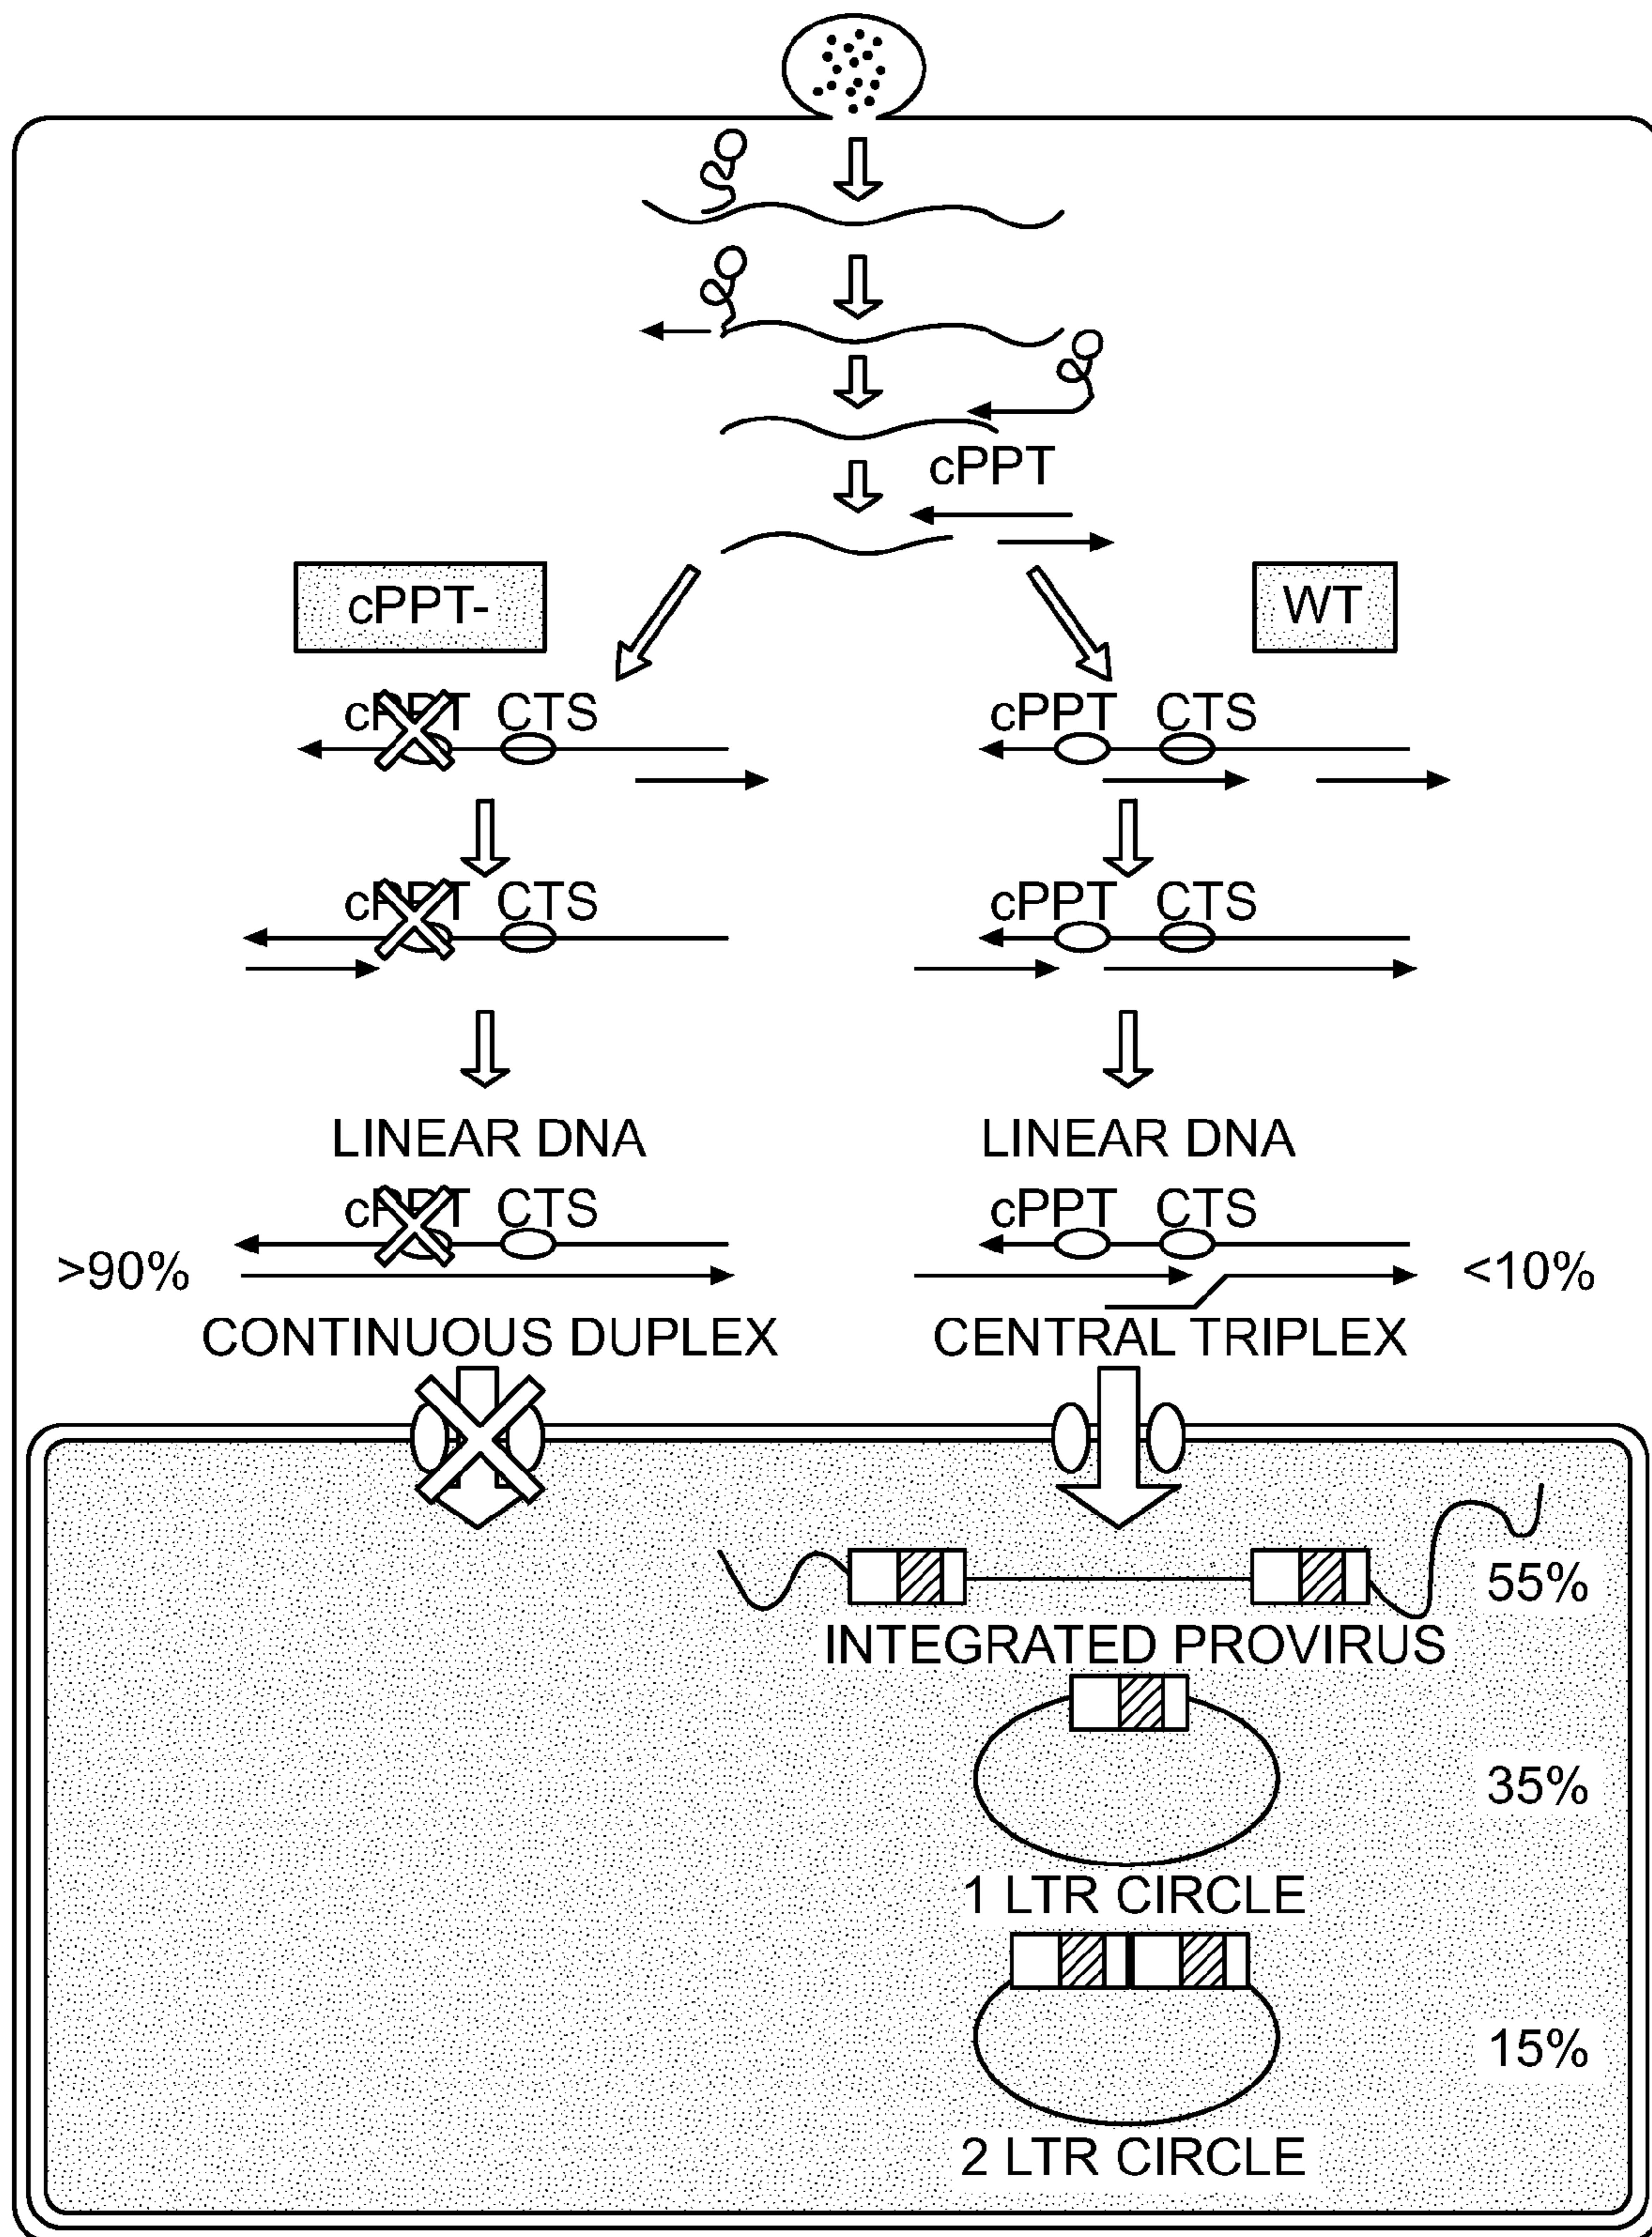 cPPT
cPPT-
WT
cPPT CTS
cPPT CTS
cPPT CTS
cPPT CTS
LINEAR DNA
LINEAR DNA
cPPT CTS
cPPT CTS
>90%
<10%
CONTINUOUS DUPLEX
CENTRAL TRIPLEX
55%
INTEGRATED PROVIRUS
35%
1 LTR CIRCLE
15%
2 LTR CIRCLE